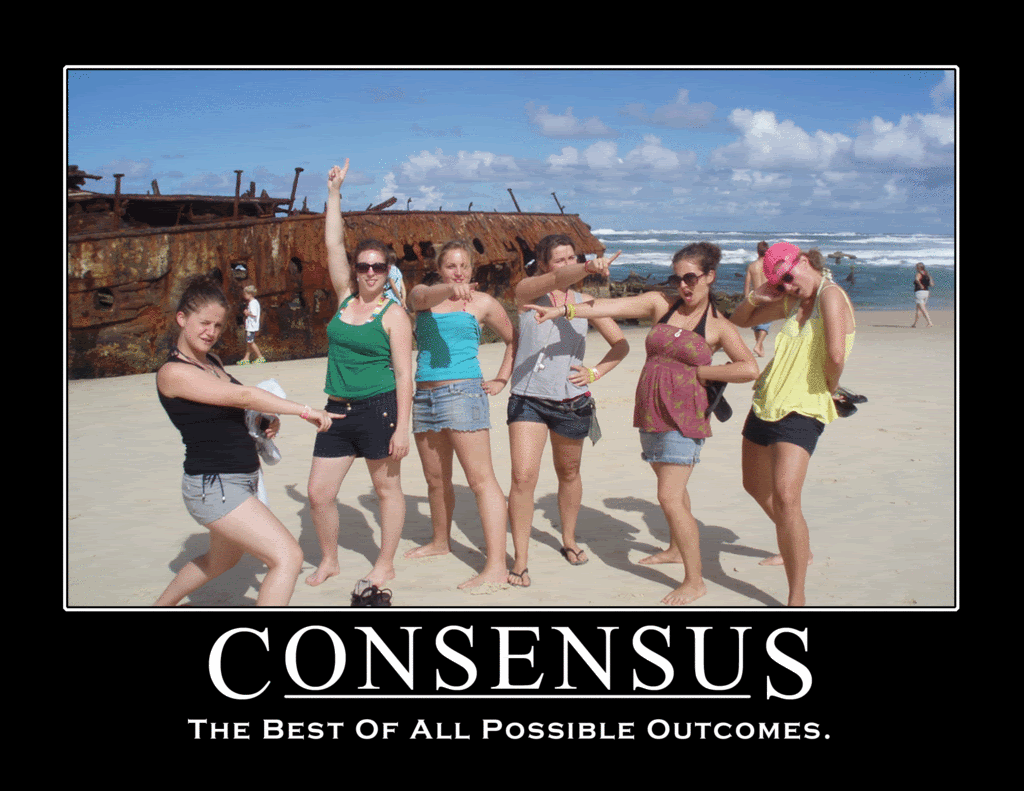 CONSENSUS
THE BEST OF ALL POSSIBLE OUTCOMES.